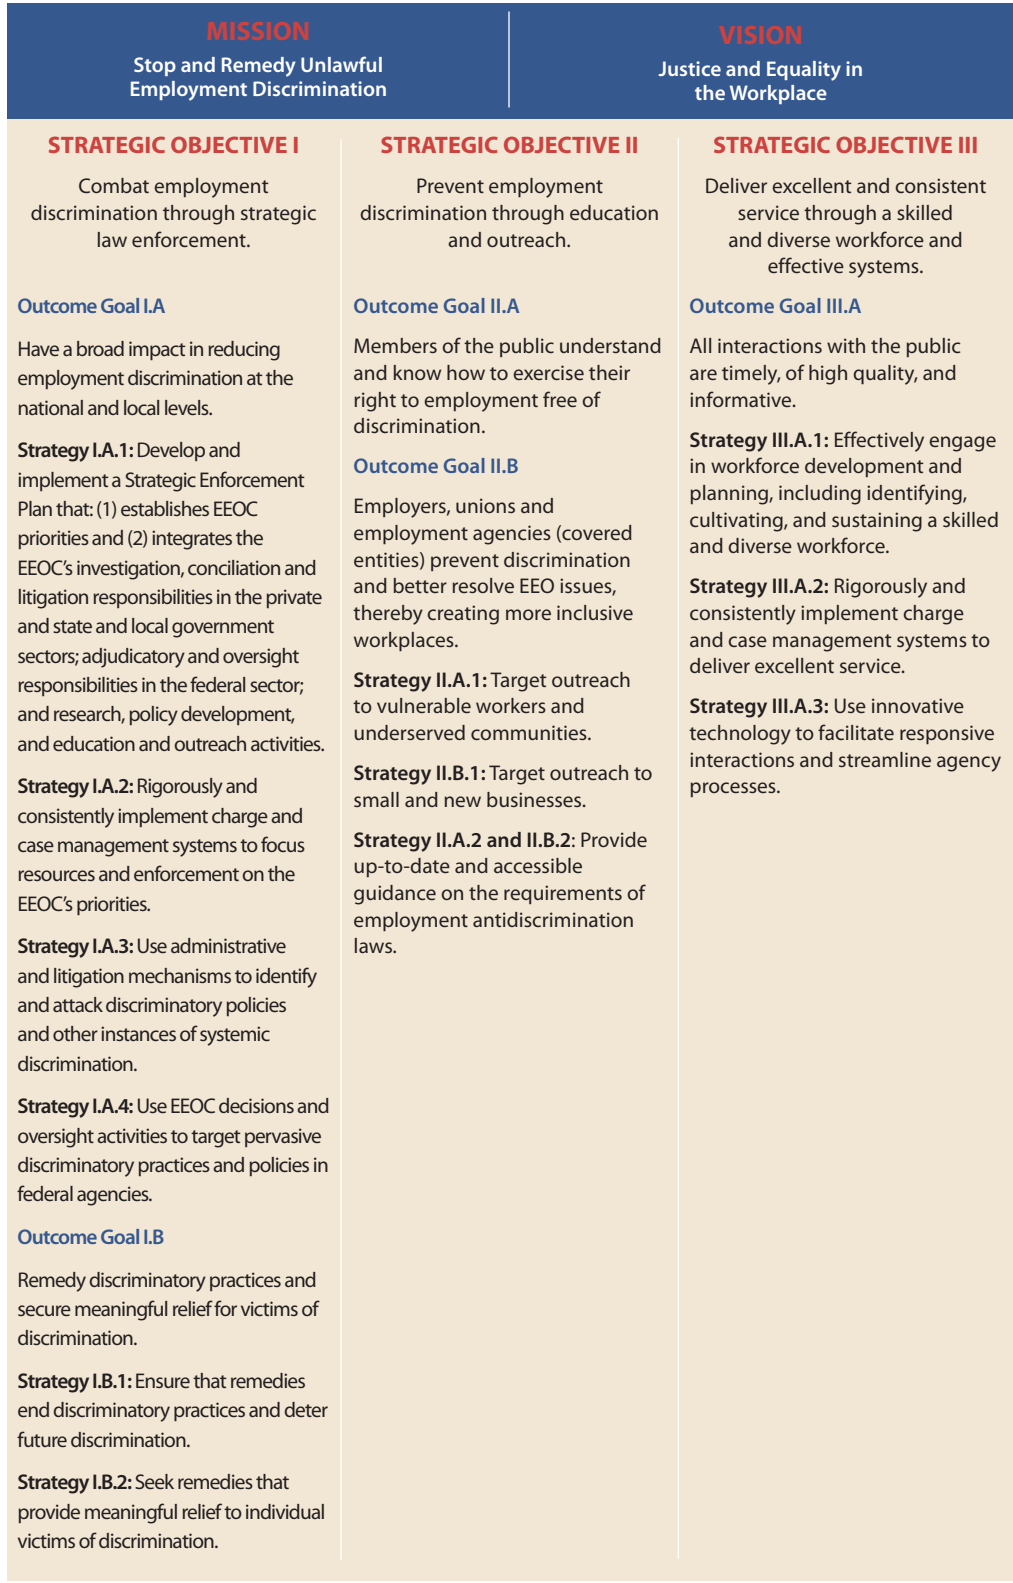 MISSION
Stop and Remedy Unlawful
Employment Discrimination
VISION
Justice and Equality in
the Workplace
STRATEGIC OBJECTIVE I
Combat employment
discrimination through strategic
law enforcement.
Outcome Goal I.A
Have a broad impact in reducing
employment discrimination at the
national and local levels.
Strategy I.A.1: Develop and
implement a Strategic Enforcement
Plan that: (1) establishes EEOC
priorities and (2) integrates the
EEOC’s investigation, conciliation and
litigation responsibilities in the private
and state and local government
sectors; adjudicatory and oversight
responsibilities in the federal sector;
and research, policy development,
and education and outreach activities.
Strategy I.A.2: Rigorously and
consistently implement charge and
case management systems to focus
resources and enforcement on the
EEOC’s priorities.
Strategy I.A.3: Use administrative
and litigation mechanisms to identify
and attack discriminatory policies
and other instances of systemic
discrimination.
Strategy I.A.4: Use EEOC decisions and
oversight activities to target pervasive
discriminatory practices and policies in
federal agencies.
Outcome Goal I.B
Remedy discriminatory practices and
secure meaningful relief for victims of
discrimination.
Strategy I.B.1: Ensure that remedies
end discriminatory practices and deter
future discrimination.
Strategy I.B.2: Seek remedies that
provide meaningful relief to individual
victims of discrimination.
STRATEGIC OBJECTIVE II
Prevent employment
discrimination through education
and outreach.
Outcome Goal II.A
Members of the public understand
and know how to exercise their
right to employment free of
discrimination.
Outcome Goal II.B
Employers, unions and
employment agencies (covered
entities) prevent discrimination
and better resolve EEO issues,
thereby creating more inclusive
workplaces.
Strategy II.A.1: Target outreach
to vulnerable workers and
underserved communities.
Strategy II.B.1: Target outreach to
small and new businesses.
Strategy II.A.2 and II.B.2: Provide
up-to-date and accessible
guidance on the requirements of
employment antidiscrimination
laws.
STRATEGIC OBJECTIVE III
Deliver excellent and consistent
service through a skilled
and diverse workforce and
effective systems.
Outcome Goal III.A
All interactions with the public
are timely, of high quality, and
informative.
Strategy III.A.1: Effectively engage
in workforce development and
planning, including identifying,
cultivating, and sustaining a skilled
and diverse workforce.
Strategy III.A.2: Rigorously and
consistently implement charge
and case management systems to
deliver excellent service.
Strategy III.A.3: Use innovative
technology to facilitate responsive
interactions and streamline agency
processes.